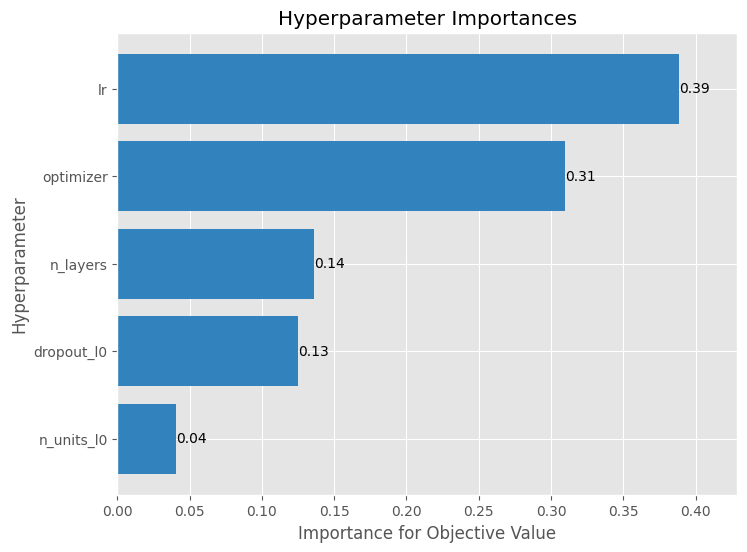 Hyperparameter Importances
Hyperparameter
lr
0.39
optimizer
0.31
n_layers
0.14
dropout_l0
0.13
n_units_l0
0.04
0.00 0.05 0.10 0.15 0.20 0.25 0.30 0.35 0.40
Importance for Objective Value